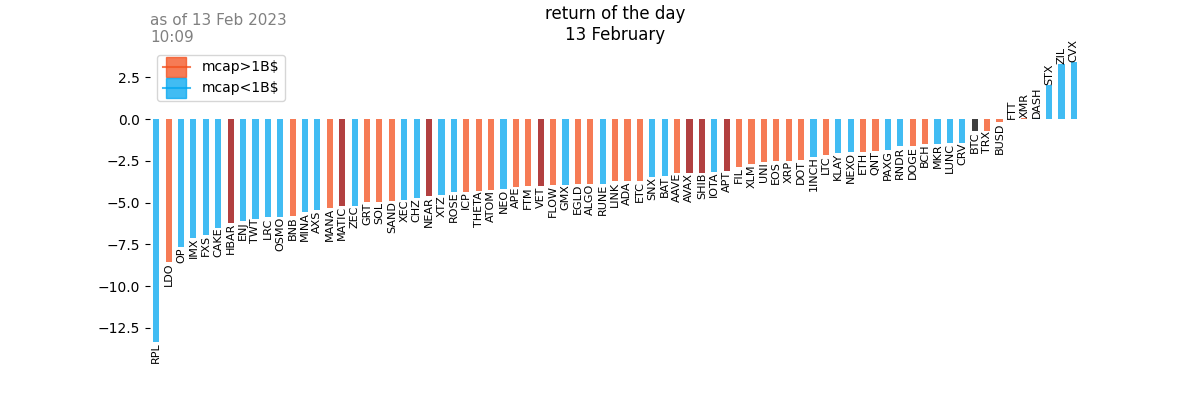 as of 13 Feb 2023
10:09
return of the day
13 February
mcap>1B$
mcap<1B$
2.5
0.0
−2.5
−5.0
−7.5
−10.0
−12.5
RPL
LDO
OP
IMX
FXS
CAKE
HBAR
ENJ
TWT
LRC
OSMO
BNB
MINA
AXS
MANA
MATIC
ZEC
GRT
SOL
SAND
XEC
CHZ
NEAR
XTZ
ROSE
ICP
THETA
ATOM
NEO
APE
FTM
VET
FLOW
GMX
EGLD
ALGO
RUNE
LINK
ADA
ETC
SNX
BAT
AAVE
AVAX
SHIB
IOTA
APT
FIL
XLM
UNI
EOS
XRP
DOT
1INCH
LTC
KLAY
NEXO
ETH
QNT
PAXG
RNDR
DOGE
BCH
MKR
LUNC
CRV
BTC
TRX
BUSD
FTT
XMR
DASH
STX
ZIL
CVX